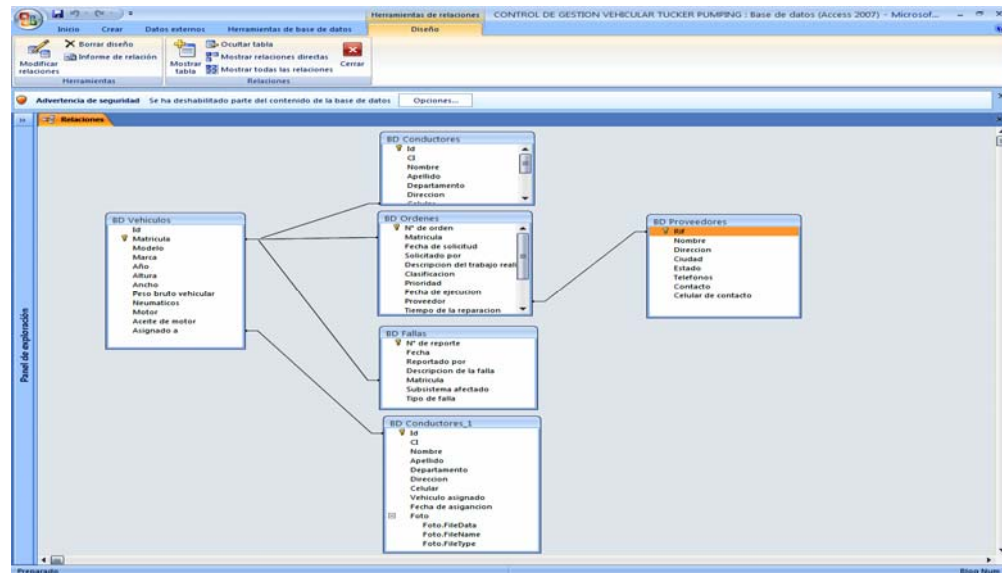 Herramientas de relaciones CONTROL DE GESTION VEHICULAR TUCKER PUMPING : Base de datos (Access 2007) - Microsof...
Inicio Crear Datos externos Herramientas de base de datos Diseño
Modificar relaciones
Borrar diseño
Informe de relación
Herramientas
Mostrar tabla
Ocultar tabla
Mostrar relaciones directas
Mostrar todas las relaciones
Cerrar
Relaciones
Advertencia de seguridad Se ha deshabilitado parte del contenido de la base de datos Opciones...
Relaciones
Panel de exploración
BD Vehiculos
Id
Matricula
Modelo
Marca
Año
Altura
Ancho
Peso bruto vehicular
Neumaticos
Motor
Aceite de motor
Asignado a
BD Conductores
Id
CI
Nombre
Apellido
Departamento
Direccion
Celular
BD Ordenes
N° de orden
Matricula
Fecha de solicitud
Solicitado por
Descripcion del trabajo reali
Clasificacion
Prioridad
Fecha de ejecucion
Proveedor
Tiempo de la reparacion
BD Fallas
N° de reporte
Fecha
Reportado por
Descripcion de la falla
Matricula
Subsistema afectado
Tipo de falla
BD Conductores_1
Id
CI
Nombre
Apellido
Departamento
Direccion
Celular
Vehiculo asignado
Fecha de asigancion
Foto
Foto.FileData
Foto.FileName
Foto.FileType
BD Proveedores
Rif
Nombre
Direccion
Ciudad
Estado
Telefonos
Contacto
Celular de contacto
Preparado
Bloq Num